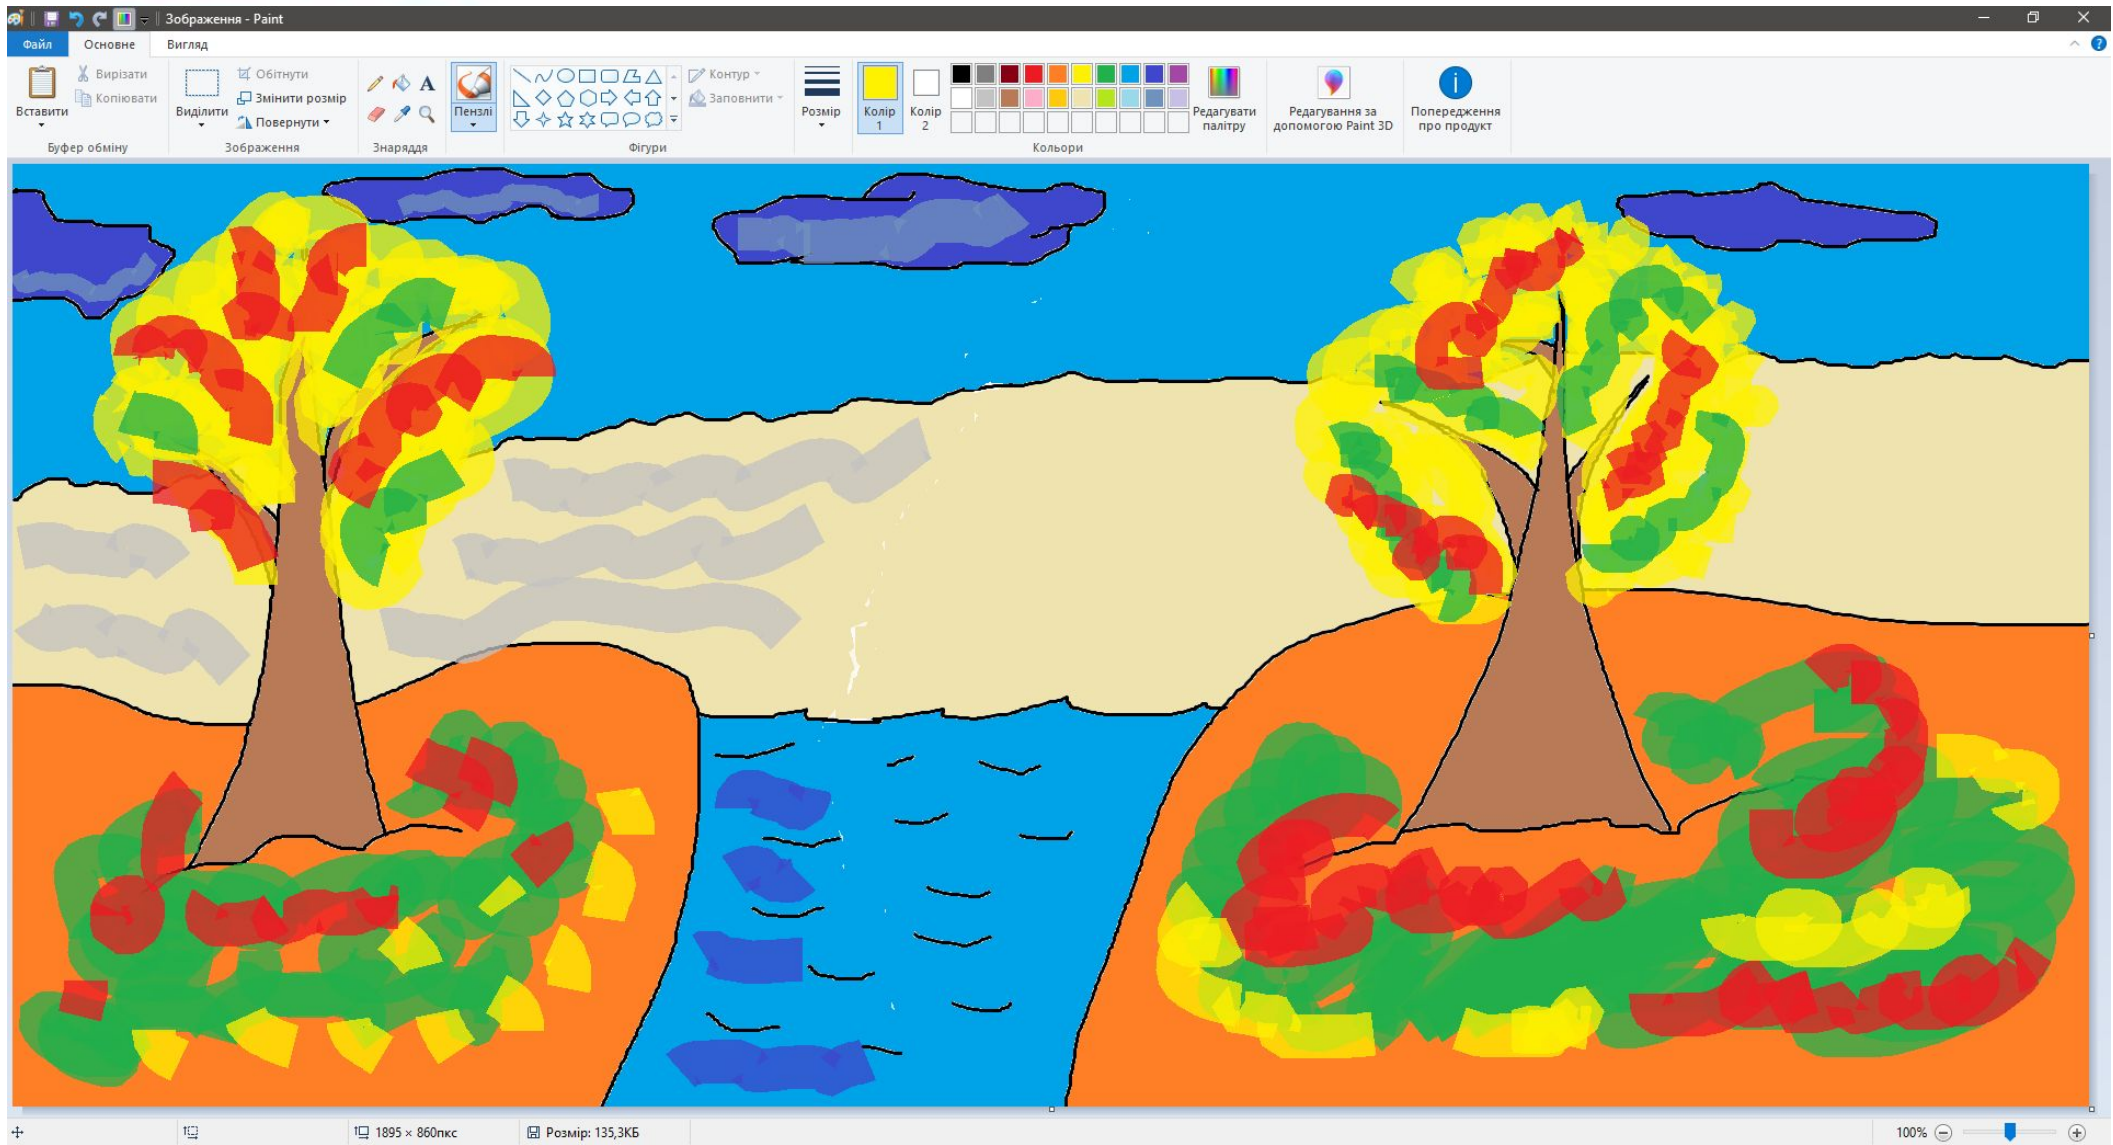 Зображення - Paint
Файл Основне Вигляд
Вставити
Вирізати
Копіювати
Буфер обміну
Виділити
Обітнути
Змінити розмір
Повернути
Зображення
A
Знаряддя
Пензлі
Контур
Заповнити
Фігури
Розмір
Колір
1
Колір
2
Редагувати
палітру
Кольори
Редагування за
допомогою Paint 3D
Попередження
про продукт
1895 × 860пкс
Розмір: 135,3КБ
100%